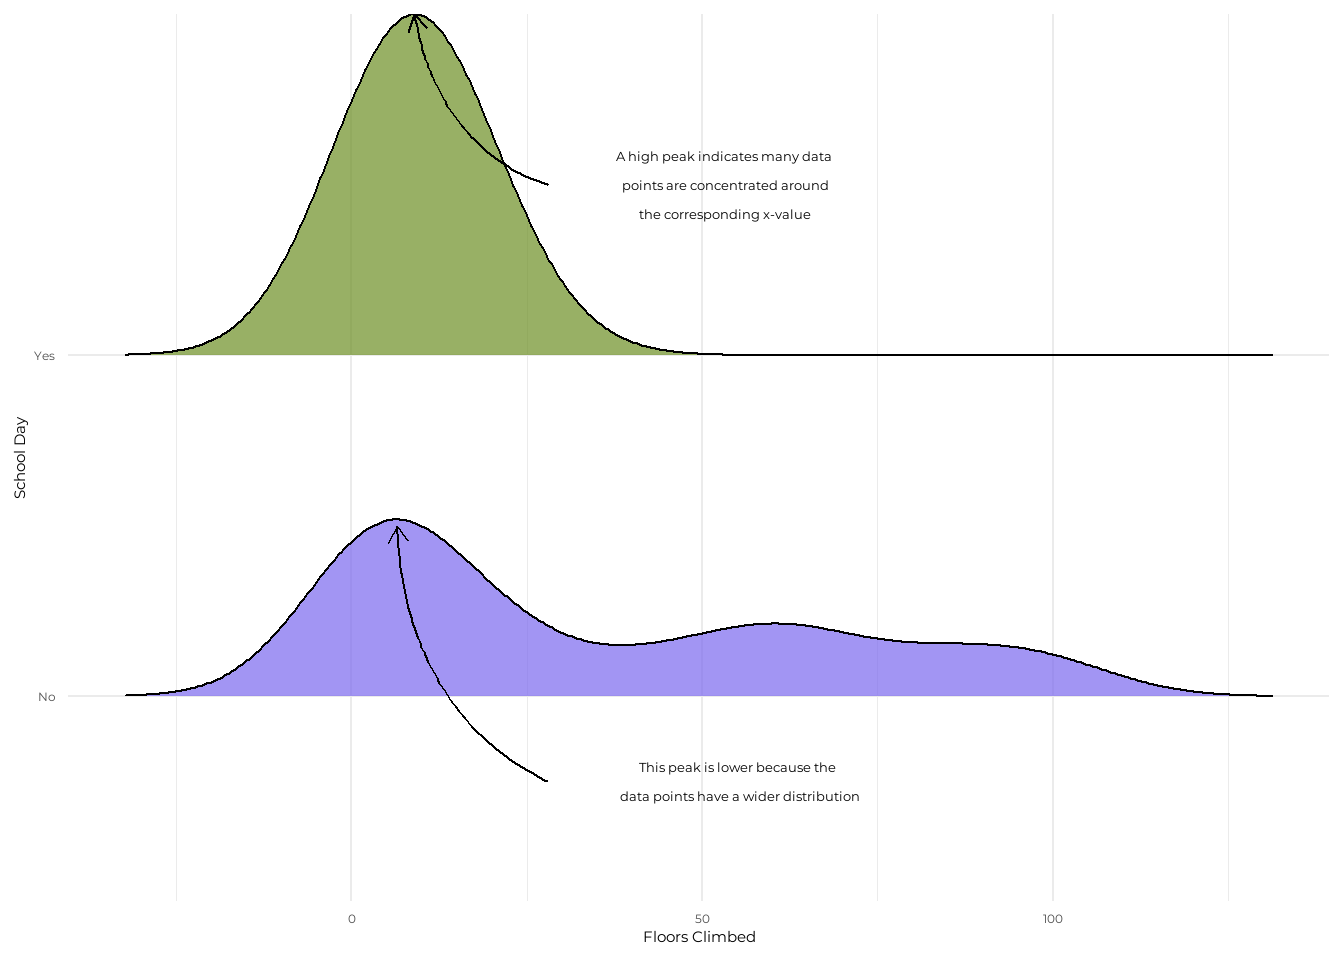 A high peak indicates many data
points are concentrated around
the corresponding x-value
Yes
School Day
No
This peak is lower because the
data points have a wider distribution
0
50
100
Floors Climbed